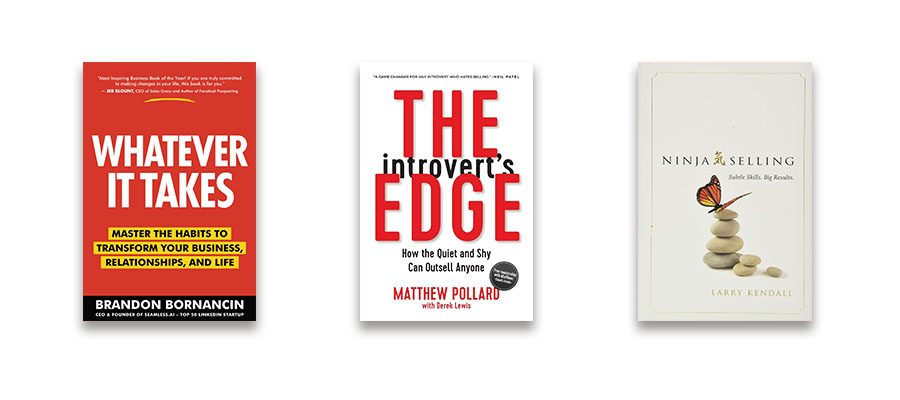 "Most Inspiring Business Book of the Year! If you are truly committed
to making changes in your life, this book is for you."
— JEB BLOUNT, CEO of Sales Gravy and Author of Fanatical Prospecting
WHATEVER
IT TAKES
MASTER THE HABITS TO
TRANSFORM YOUR BUSINESS,
RELATIONSHIPS, AND LIFE
BRANDON BORNANCIN
CEO & FOUNDER OF SEAMLESS.AI – TOP 50 LINKEDIN STARTUP
"A GAME CHANGER FOR ANY INTROVERT WHO HATES SELLING." -NEIL PATEL
THE
introvert's
EDGE
How the Quiet and Shy
Can Outsell Anyone
MATTHEW POLLARD
with Derek Lewis
NINJA 気 SELLING
Subtle Skills. Big Results.
LARRY KENDALL